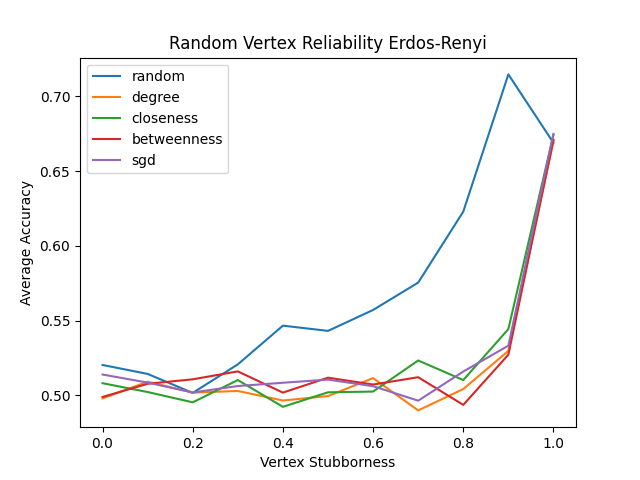 Random Vertex Reliability Erdos-Renyi
random
degree
closeness
betweenness
sgd
Average Accuracy
0.70
0.65
0.60
0.55
0.50
0.0 0.2 0.4 0.6 0.8 1.0
Vertex Stubborness